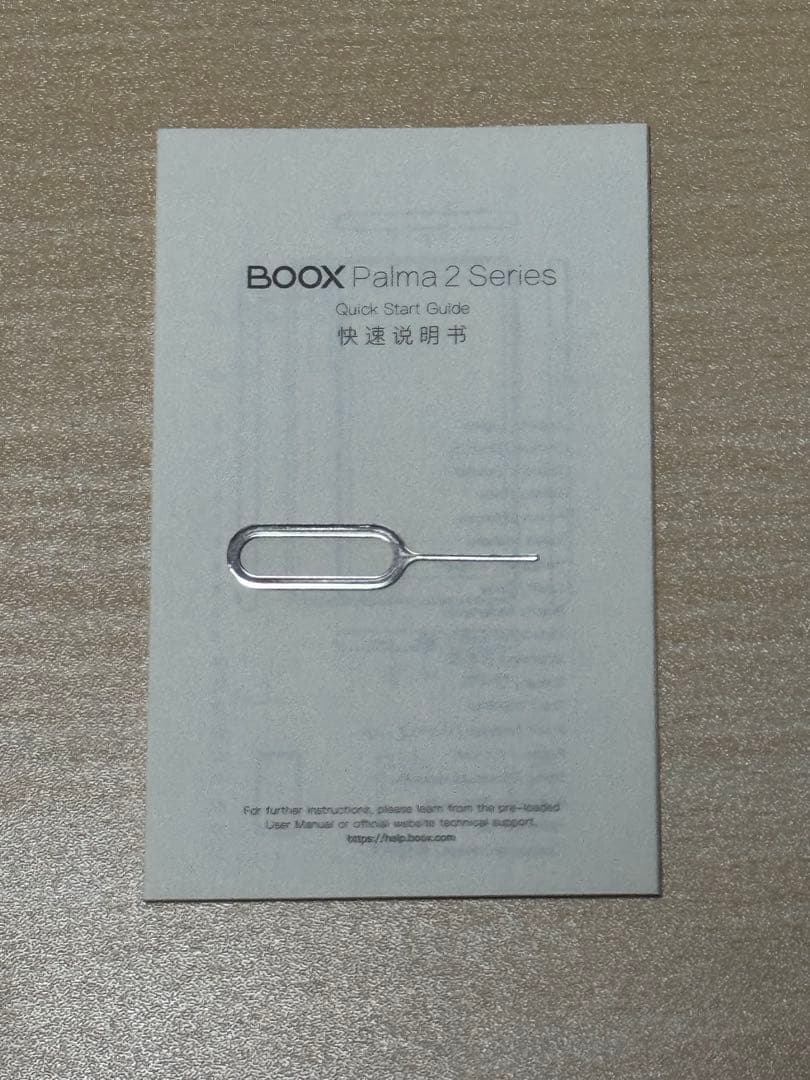 BOOX Palma 2 Series
Quick Start Guide
快速说明书
For further instructions, please learn from the pre-loaded
User Manual or official website technical support.
https://help.boox.com